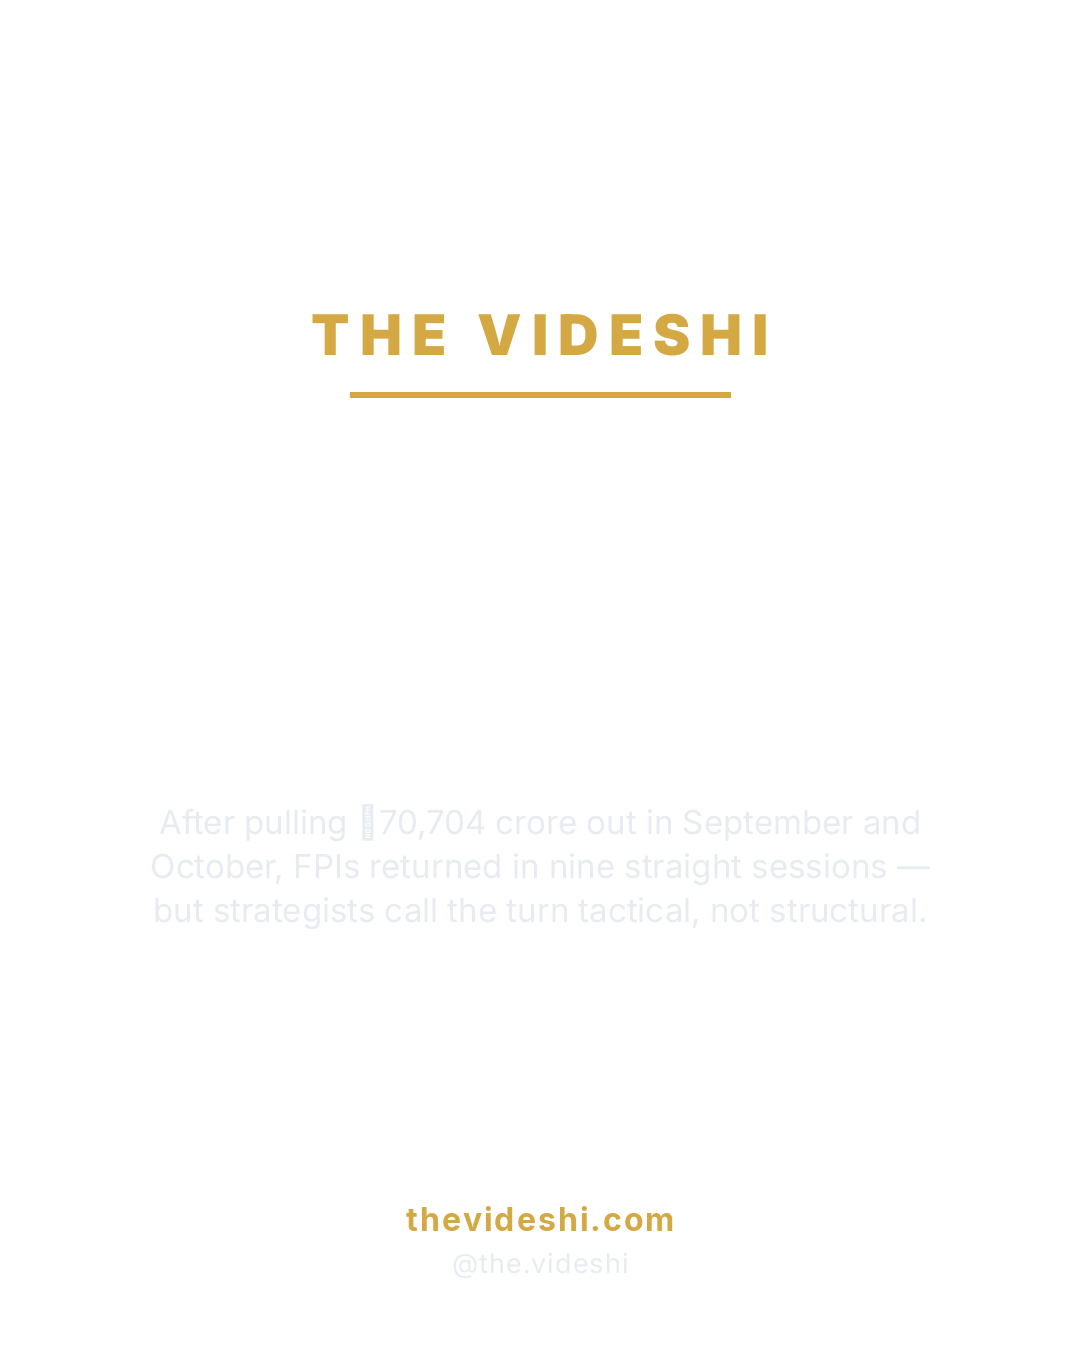 THE VIDESHI
After pulling 70,704 crore out in September and
October, FPIs returned in nine straight sessions —
but strategists call the turn tactical, not structural.
thevideshi.com
@the.videshi